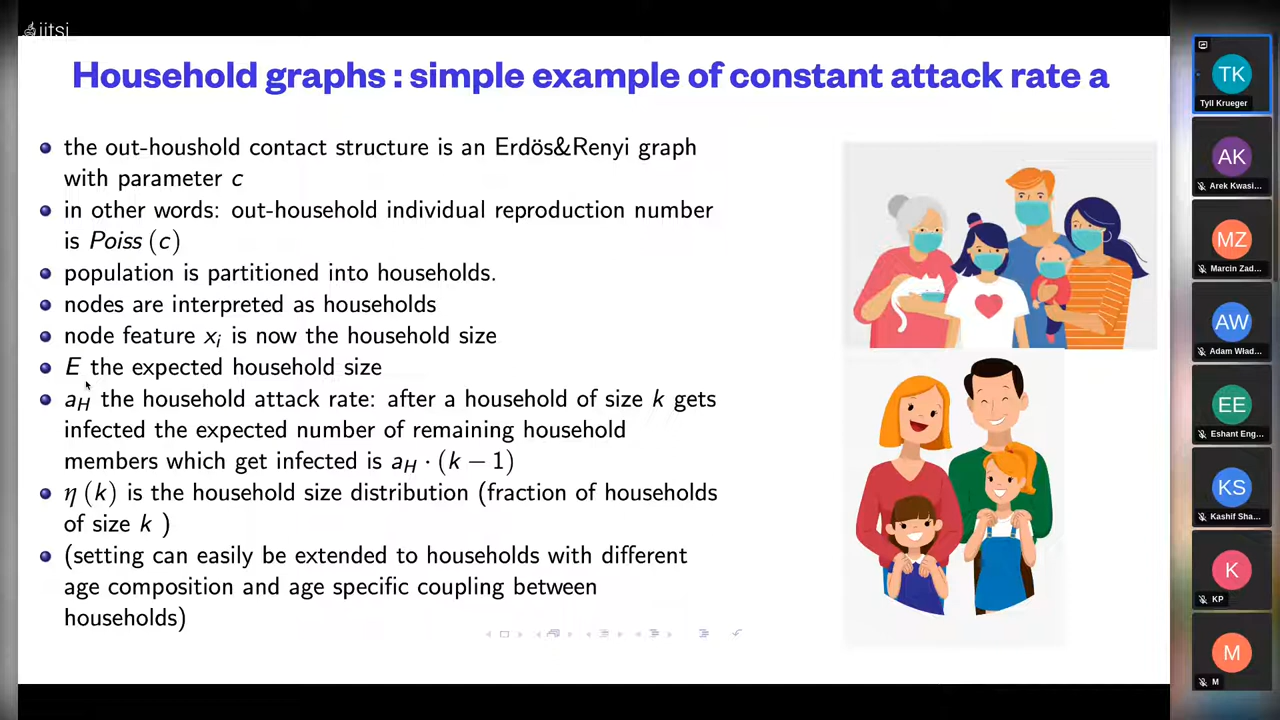 jitsi
Household graphs : simple example of constant attack rate a
the out-houshold contact structure is an Erdös&Renyi graph
with parameter c
in other words: out-household individual reproduction number
is Poiss (c)
population is partitioned into households.
nodes are interpreted as households
node feature xᵢ is now the household size
E the expected household size
a_H the household attack rate: after a household of size k gets
infected the expected number of remaining household
members which get infected is a_H · (k − 1)
η (k) is the household size distribution (fraction of households
of size k )
(setting can easily be extended to households with different
age composition and age specific coupling between
households)
TK
Tyll Krueger
AK
Arek Kwasi...
MZ
Marcin Zad...
AW
Adam Wład...
EE
Eshant Eng...
KS
Kashif Sha...
K
KP
M
M